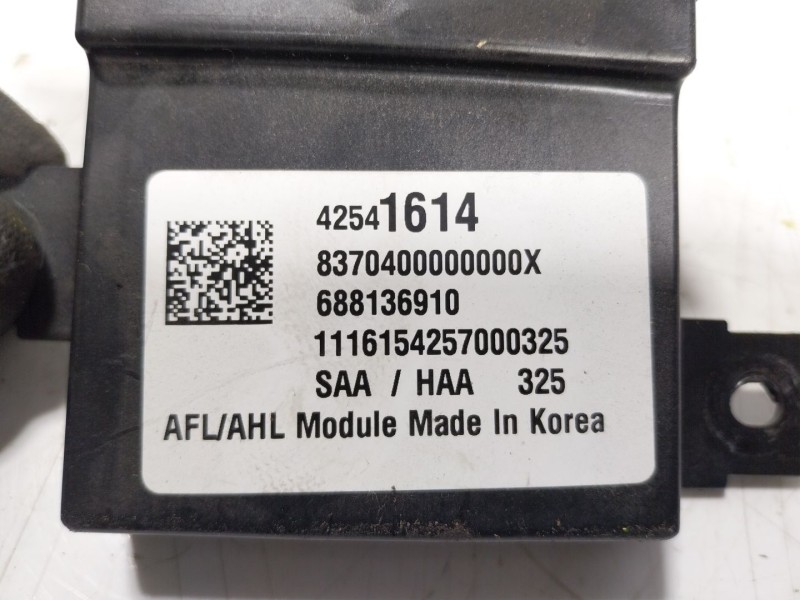 42541614
8370400000000X
688136910
1116154257000325
SAA / HAA 325
AFL/AHL Module Made In Korea